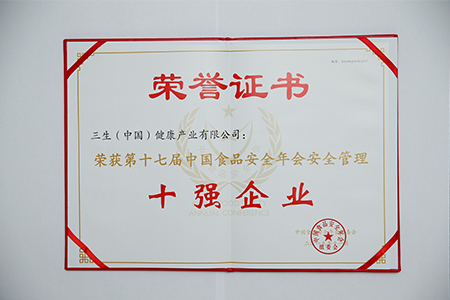 荣誉证书
三生（中国）健康产业有限公司：
荣获第十七届中国食品安全年会安全管理
十强企业
ANNUAL CONFERENCE